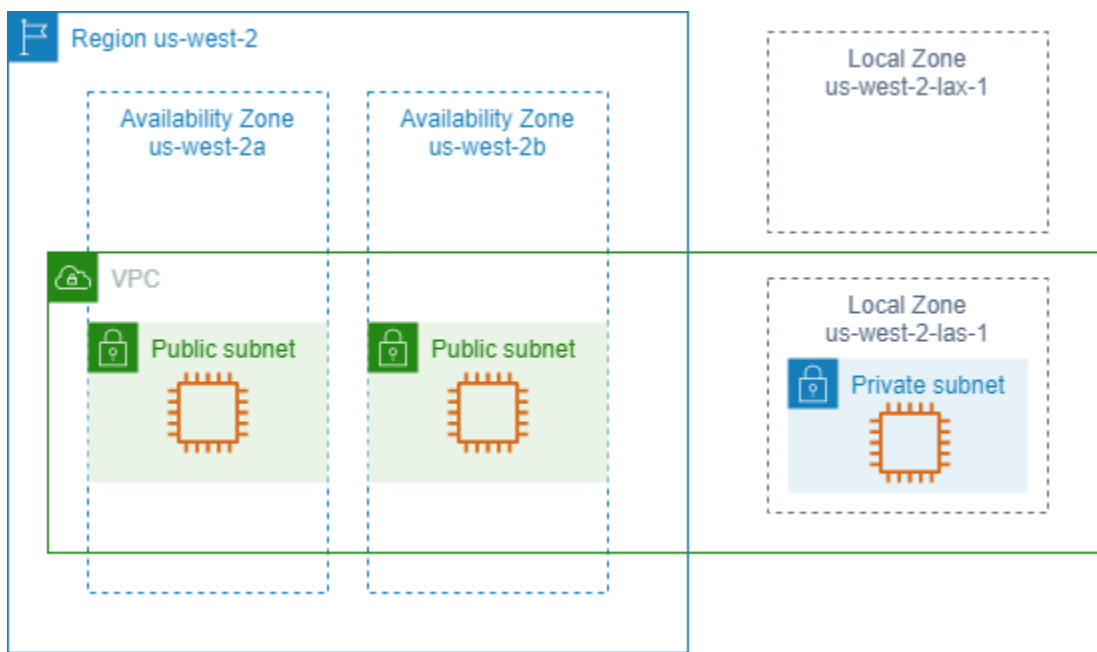 Region us-west-2
Availability Zone
us-west-2a
Availability Zone
us-west-2b
Local Zone
us-west-2-lax-1
VPC
Public subnet
Public subnet
Local Zone
us-west-2-las-1
Private subnet